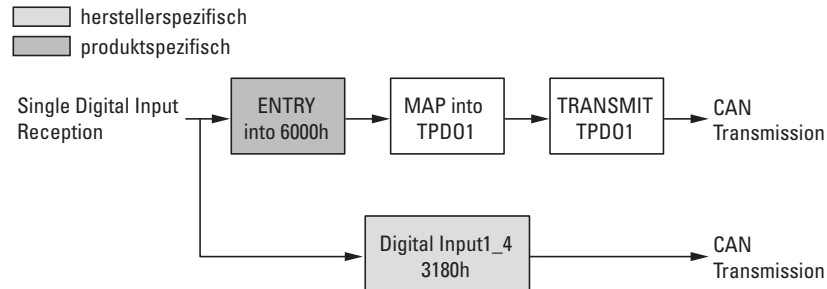 herstellerspezifisch
produktspezifisch
Single Digital Input
Reception
ENTRY
into 6000h
MAP into
TPDO1
TRANSMIT
TPDO1
CAN
Transmission
Digital Input1_4
3180h
CAN
Transmission